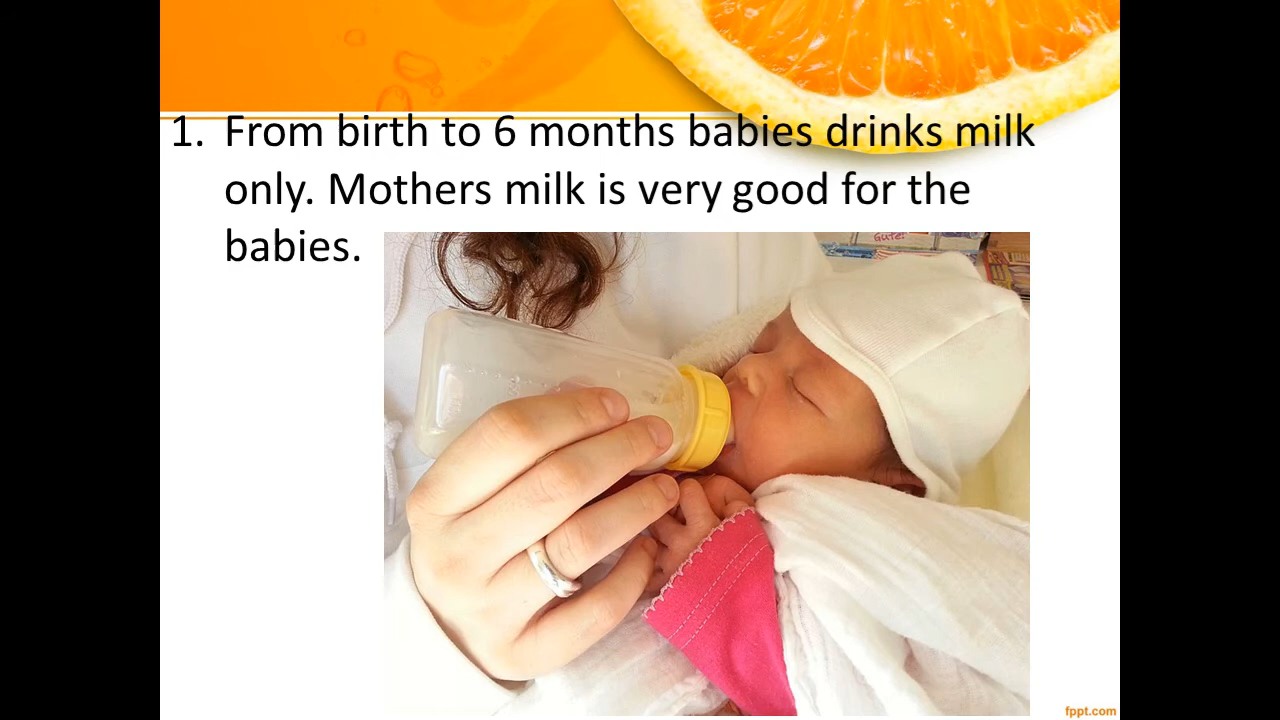 1. From birth to 6 months babies drinks milk
only. Mothers milk is very good for the
babies.
Gute!
fppt.com